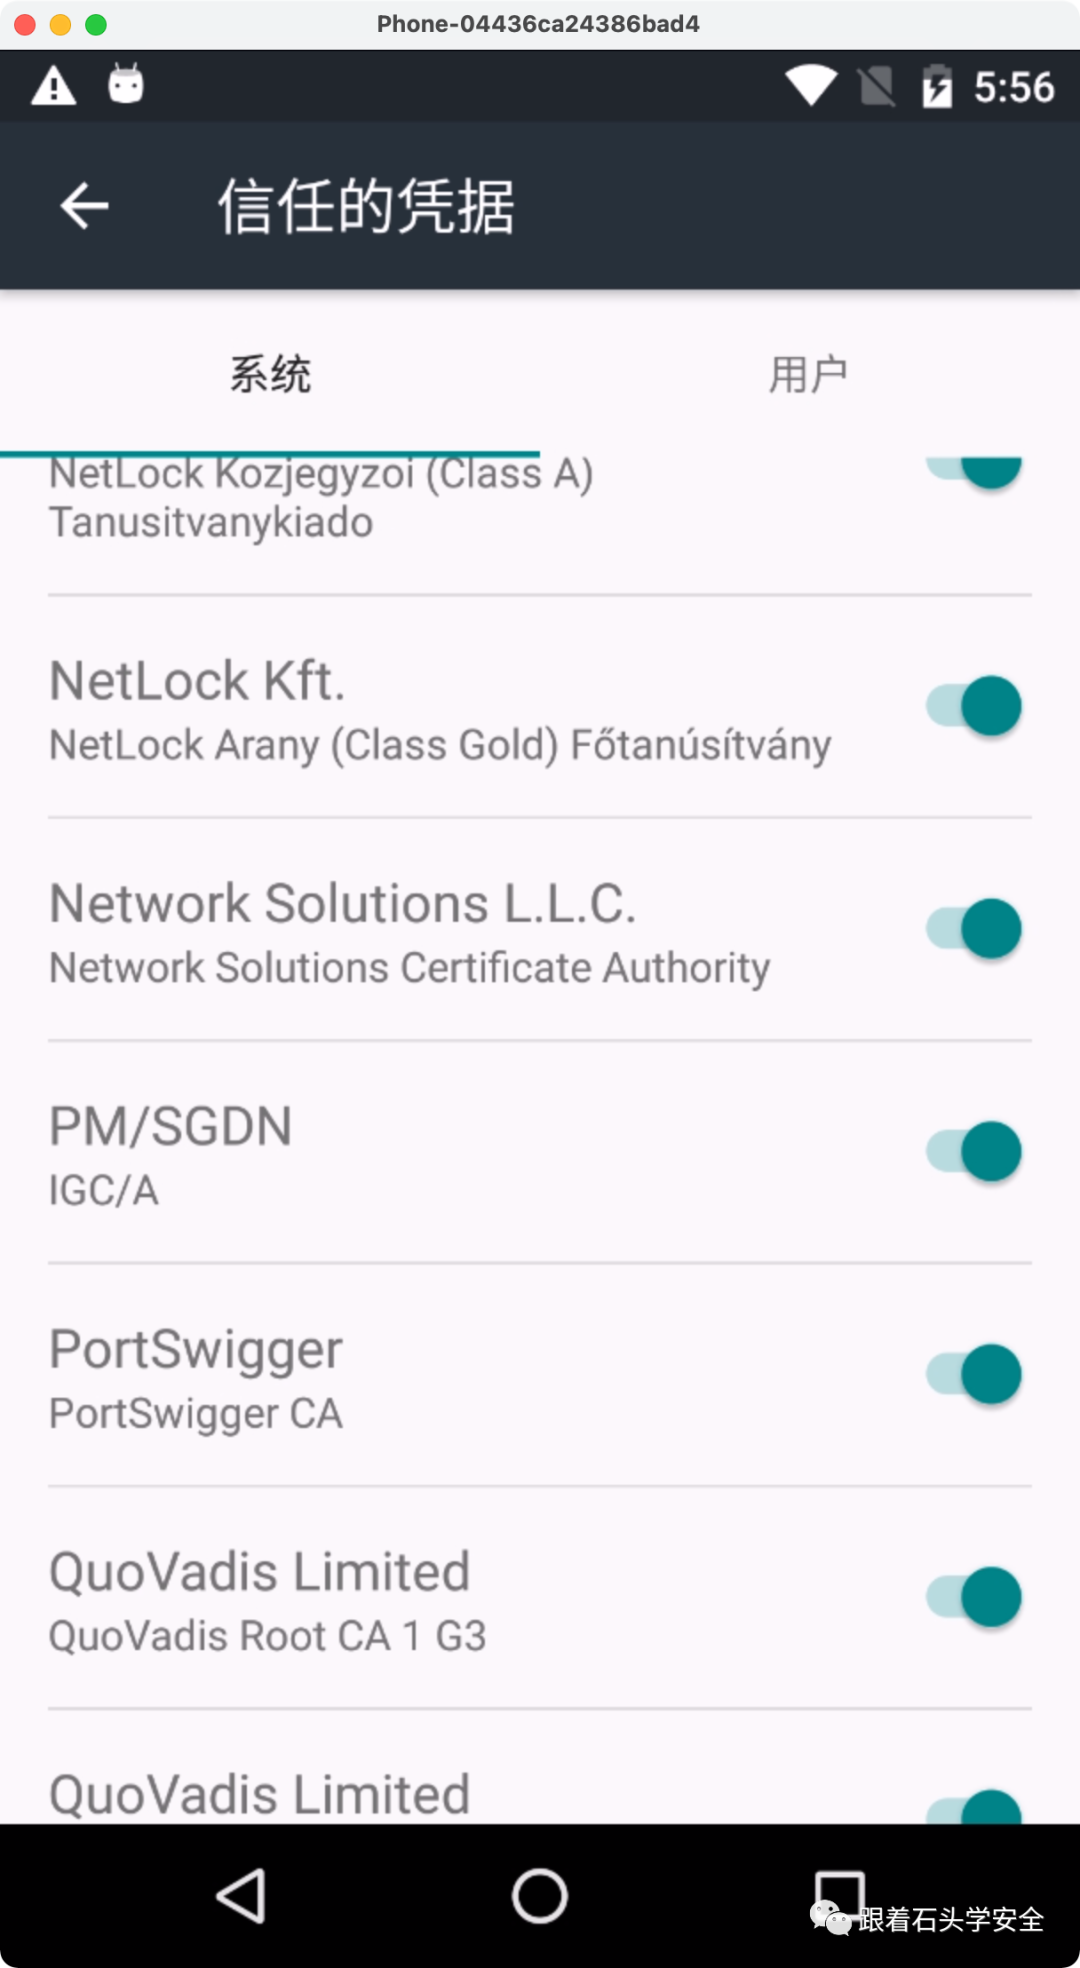 Phone-04436ca24386bad4
5:56
信任的凭据
系统
用户
NetLock Kozjegyzoi (Class A)
Tanusitvanykiado
NetLock Kft.
NetLock Arany (Class Gold) Főtanúsítvány
Network Solutions L.L.C.
Network Solutions Certificate Authority
PM/SGDN
IGC/A
PortSwigger
PortSwigger CA
QuoVadis Limited
QuoVadis Root CA 1 G3
QuoVadis Limited
跟着石头学安全